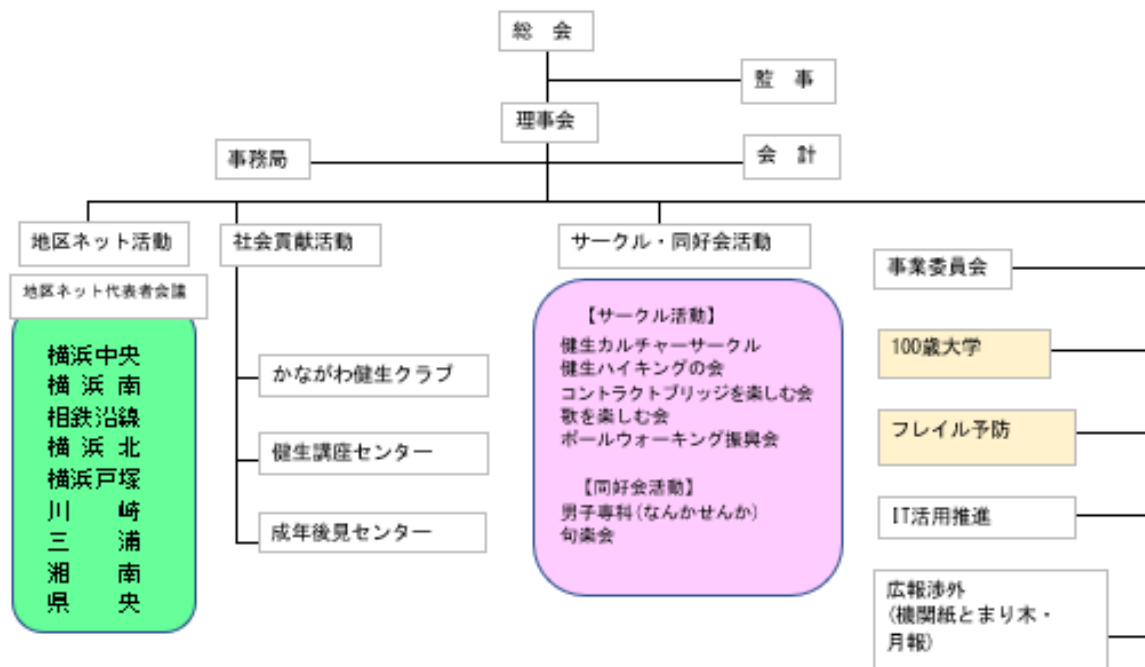 総　会
監　事
理事会
事務局
会　計
地区ネット活動
地区ネット代表者会議
横浜中央
横 浜 南
相鉄沿線
横 浜 北
横浜戸塚
川　　崎
三　　浦
湘　　南
県　　央
社会貢献活動
かながわ健生クラブ
健生講座センター
成年後見センター
サークル・同好会活動
【サークル活動】
健生カルチャーサークル
健生ハイキングの会
コントラクトブリッジを楽しむ会
歌を楽しむ会
ポールウォーキング振興会
【同好会活動】
男子専科(なんかせんか)
句楽会
事業委員会
100歳大学
フレイル予防
IT活用推進
広報渉外
(機関紙とまり木・
月報)